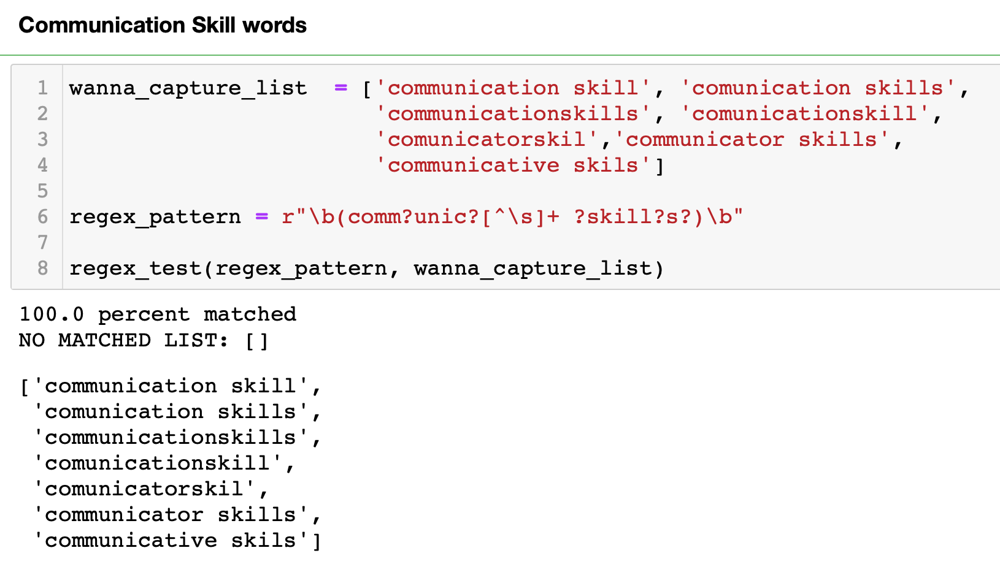 Communication Skill words
1 wanna_capture_list  = ['communication skill', 'comunication skills',
2                        'communicationskills', 'comunicationskill',
3                        'comunicatorskil','communicator skills',
4                        'communicative skils']
5
6 regex_pattern = r"\b(comm?unic?[^\s]+ ?skill?s?)\b"
7
8 regex_test(regex_pattern, wanna_capture_list)
100.0 percent matched
NO MATCHED LIST: []
['communication skill',
 'comunication skills',
 'communicationskills',
 'comunicationskill',
 'comunicatorskil',
 'communicator skills',
 'communicative skils']